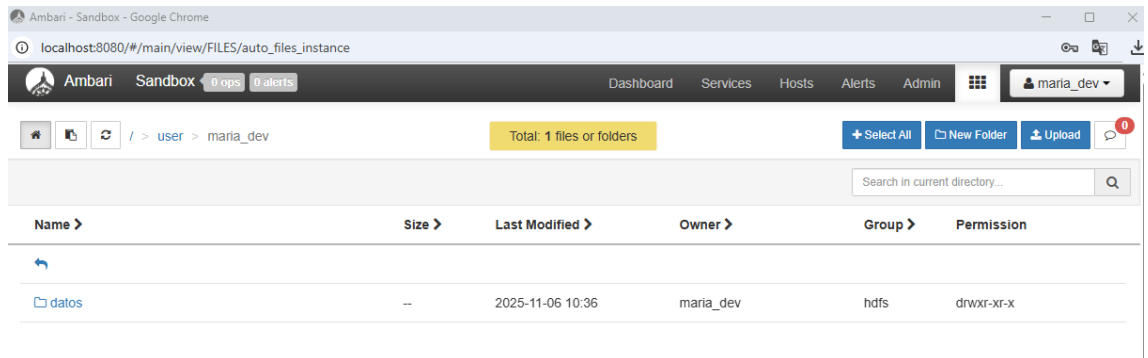 Ambari - Sandbox - Google Chrome
localhost:8080/#/main/view/FILES/auto_files_instance
Ambari Sandbox 0 ops 0 alerts Dashboard Services Hosts Alerts Admin maria_dev
/ > user > maria_dev Total: 1 files or folders Select All New Folder Upload 0
Search in current directory...
Name Size Last Modified Owner Group Permission
datos -- 2025-11-06 10:36 maria_dev hdfs drwxr-xr-x